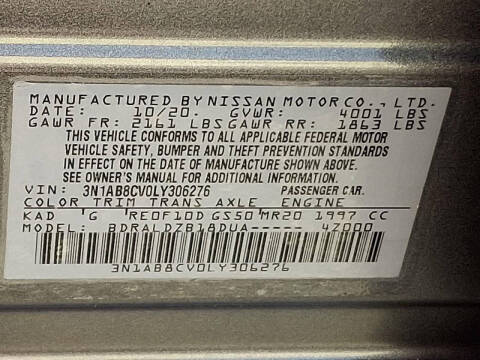 MANUFACTURED BY NISSAN MOTOR CO., LTD.
DATE: 10/20. GVWR: 4001 LBS
GAWR FR: 2161 LBS GAWR RR: 1863 LBS
THIS VEHICLE CONFORMS TO ALL APPLICABLE FEDERAL MOTOR
VEHICLE SAFETY, BUMPER AND THEFT PREVENTION STANDARDS
IN EFFECT ON THE DATE OF MANUFACTURE SHOWN ABOVE.
SEE OWNER'S MANUAL FOR ADDITIONAL INFORMATION.
VIN: 3N1AB8CV0LY306276 PASSENGER CAR.
COLOR TRIM TRANS AXLE ENGINE
KAD G RE0F10D GS50 MR20 1997 CC
MODEL: BDRALDZB18DUA----- 4Z000
3N1AB8CV0LY306276